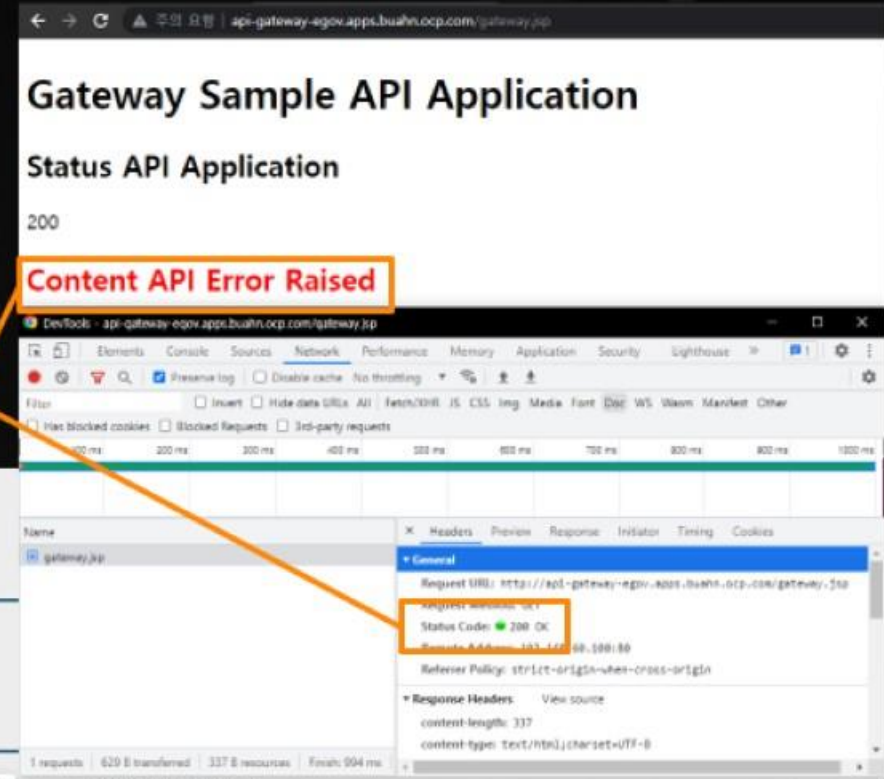 주의 요함 | api-gateway-egov.apps.buahn.ocp.com/gateway.jsp
Gateway Sample API Application
Status API Application
200
Content API Error Raised
DevTools - api-gateway-egov.apps.buahn.ocp.com/gateway.jsp
Elements Console Sources Network Performance Memory Application Security Lighthouse » 1
Preserve log Disable cache No throttling
Filter Invert Hide data URLs All Fetch/XHR JS CSS Img Media Font Doc WS Wasm Manifest Other
Has blocked cookies Blocked Requests 3rd-party requests
200 ms 300 ms 400 ms 500 ms 600 ms 700 ms 800 ms 900 ms 1000 ms
Name
gateway.jsp
× Headers Preview Response Initiator Timing Cookies
General
Request URL: http://api-gateway-egov.apps.buahn.ocp.com/gateway.jsp
Request Method: GET
Status Code: 200 OK
Referrer Policy: strict-origin-when-cross-origin
Response Headers View source
content-length: 337
content-type: text/html;charset=UTF-8
1 requests 629 B transferred 337 B resources Finish: 994 ms